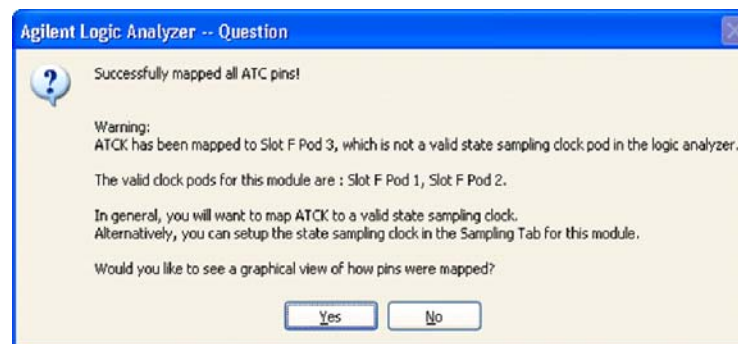 Agilent Logic Analyzer -- Question
Successfully mapped all ATC pins!
Warning:
ATCK has been mapped to Slot F Pod 3, which is not a valid state sampling clock pod in the logic analyzer.
The valid clock pods for this module are : Slot F Pod 1, Slot F Pod 2.
In general, you will want to map ATCK to a valid state sampling clock.
Alternatively, you can setup the state sampling clock in the Sampling Tab for this module.
Would you like to see a graphical view of how pins were mapped?
Yes No